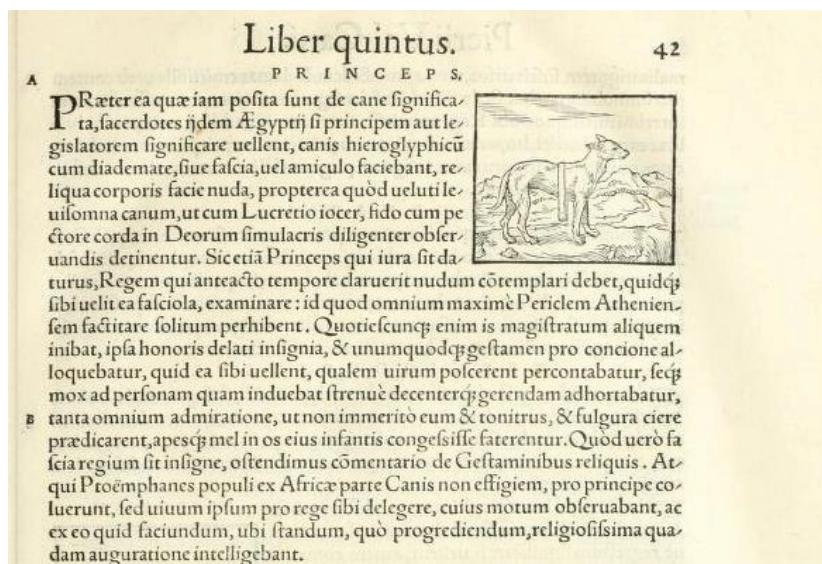 Liber quintus. 42
PRINCEPS.
A
PRæter ea quæ iam posita sunt de cane significa-
ta, sacerdotes ijdem Ægyptij si principem aut le-
gislatorem significare uellent, canis hieroglyphicũ
cum diademate, siue fascia, uel amiculo faciebant, re-
liqua corporis facie nuda, propterea quòd ueluti le-
uisomna canum, ut cum Lucretio iocer, fido cum pe
ctore corda in Deorum simulacris diligenter obser-
uandis detinentur. Sic etiã Princeps qui iura sit da-
turus, Regem qui anteacto tempore claruerit nudum cõtemplari debet, quidq́;
sibi uelit ea fasciola, examinare: id quod omnium maximè Periclem Athenien-
sem factitare solitum perhibent. Quotiescunq; enim is magistratum aliquem
inibat, ipsa honoris delati insignia, & unumquodq; gestamen pro concione al-
loquebatur, quid ea sibi uellent, qualem uirum poscerent percontabatur, seq́;
mox ad personam quam induebat strenuè decenterq́; gerendam adhortabatur,
B tanta omnium admiratione, ut non immeritò eum & tonitrus, & fulgura ciere
prædicarent, apesq́; mel in os eius infantis congessisse faterentur. Quòd uerò fa
scia regium sit insigne, ostendimus cõmentario de Gestaminibus reliquis. At-
qui Ptoëmphanes populi ex Africæ parte Canis non effigiem, pro principe co-
luerunt, sed uiuum ipsum pro rege sibi delegere, cuius motum obseruabant, ac
ex eo quid faciundum, ubi standum, quò progrediendum, religiosissima qua-
dam auguratione intelligebant.